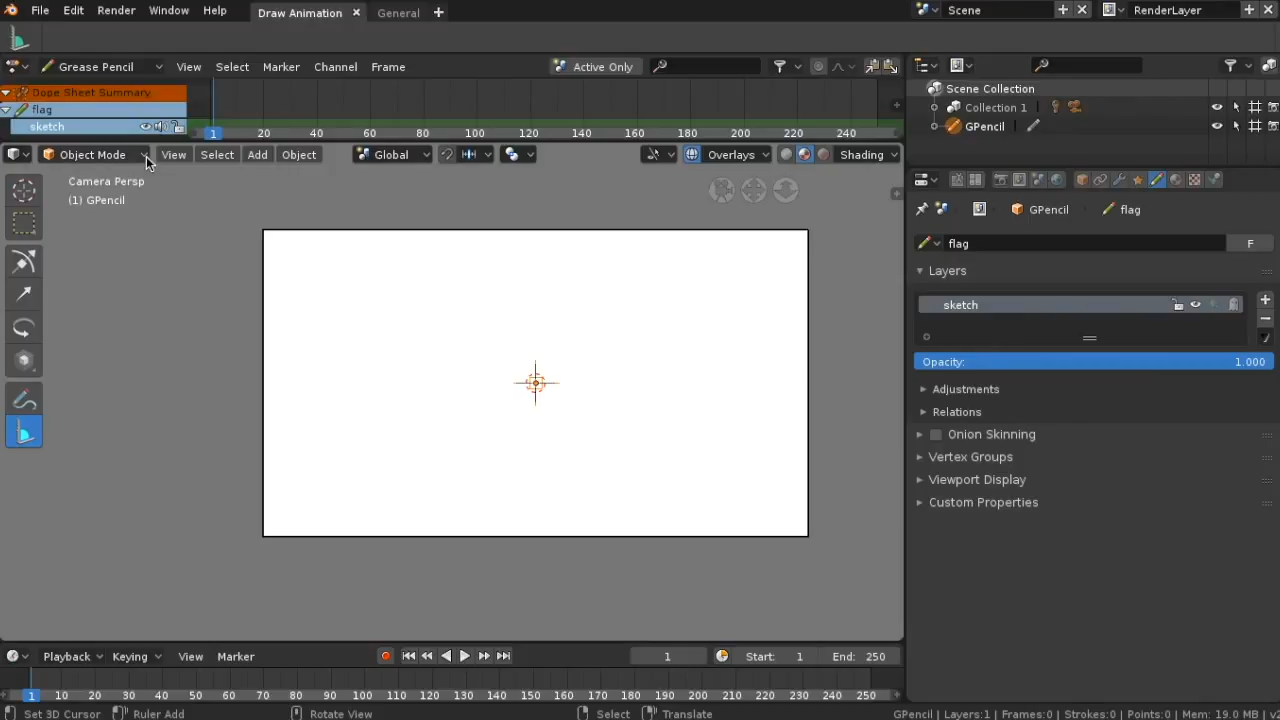 File Edit Render Window Help Draw Animation General Scene RenderLayer
Grease Pencil View Select Marker Channel Frame Active Only
Dope Sheet Summary
flag
sketch
1 20 40 60 80 100 120 140 160 180 200 220 240
Scene Collection
Collection 1
GPencil
Object Mode View Select Add Object Global Overlays Shading
Camera Persp
(1) GPencil
GPencil flag
flag F
Layers
sketch
Opacity: 1.000
Adjustments
Relations
Onion Skinning
Vertex Groups
Viewport Display
Custom Properties
Playback Keying View Marker 1 Start: 1 End: 250
1 10 20 30 40 50 60 70 80 90 100 110 120 130 140 150 160 170 180 190 200 210 220 230 240 250
Set 3D Cursor Ruler Add Rotate View Select Translate GPencil | Layers:1 | Frames:0 | Strokes:0 | Points:0 | Mem: 19.0 MB | v2